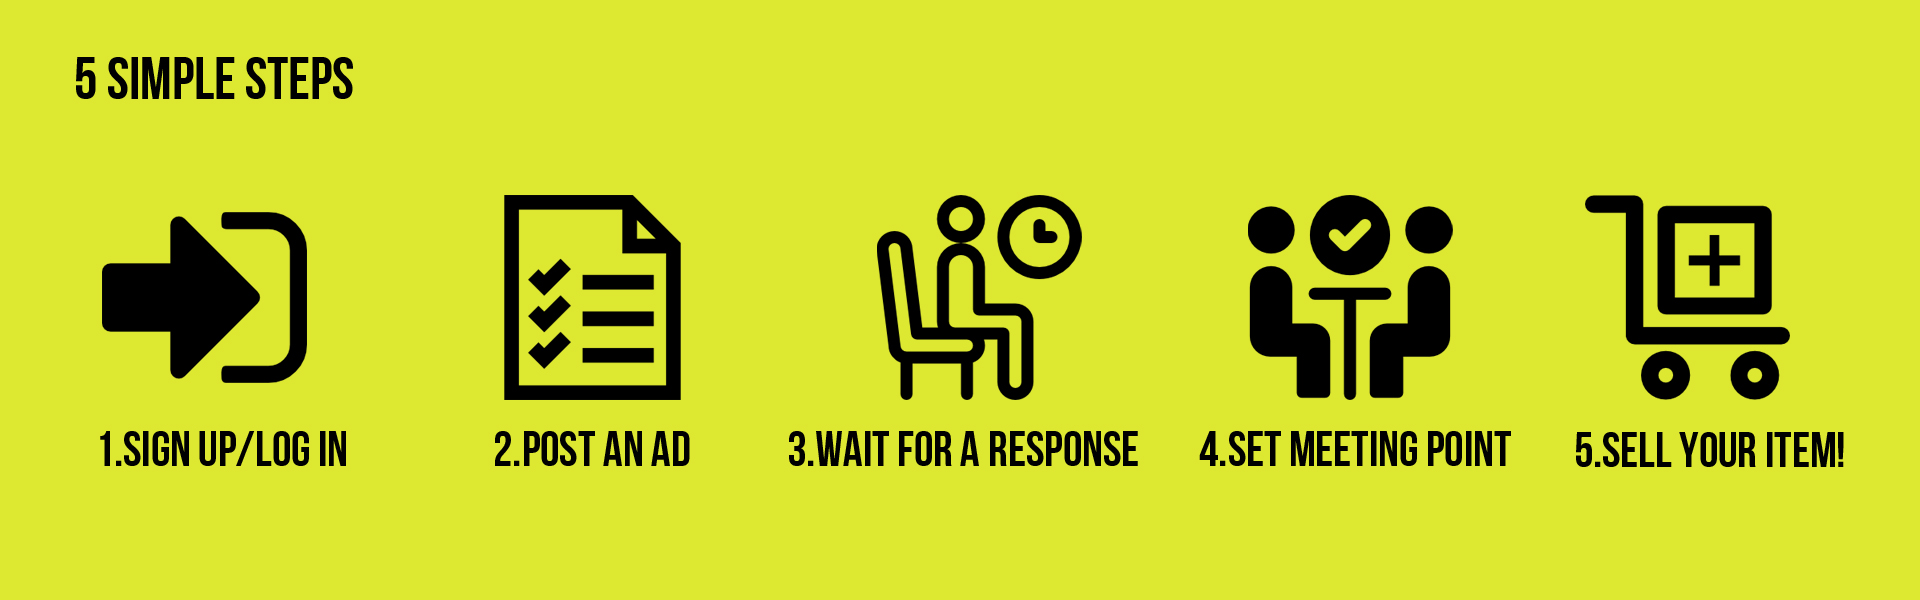 5 SIMPLE STEPS
1.SIGN UP/LOG IN
2.POST AN AD
3.WAIT FOR A RESPONSE
4.SET MEETING POINT
5.SELL YOUR ITEM!